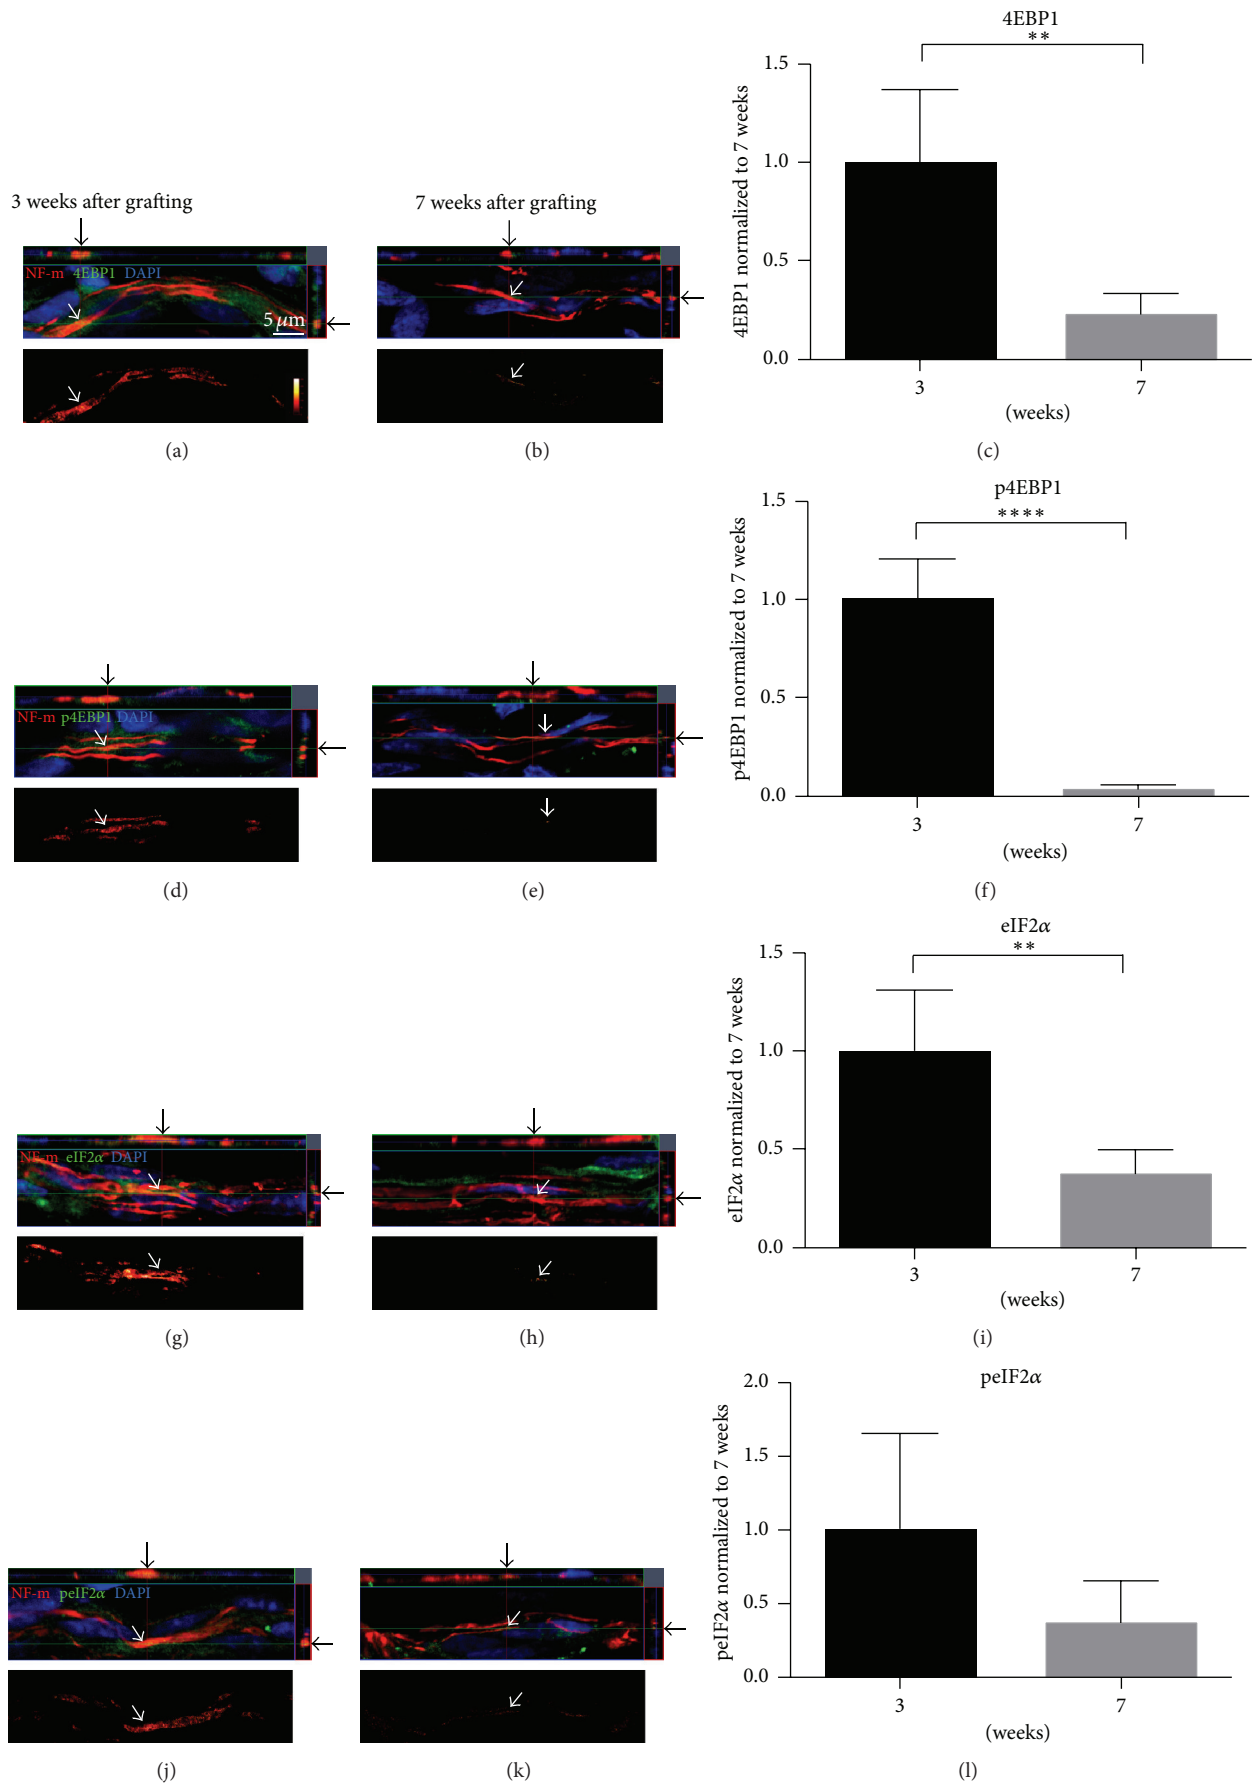 3 weeks after grafting
7 weeks after grafting
NF-m 4EBP1 DAPI
5 μm
(a)
(b)
4EBP1
**
4EBP1 normalized to 7 weeks
1.5
1.0
0.5
0.0
3
7
(weeks)
(c)
NF-m p4EBP1 DAPI
(d)
(e)
p4EBP1
****
p4EBP1 normalized to 7 weeks
1.5
1.0
0.5
0.0
3
7
(weeks)
(f)
NF-m eIF2α DAPI
(g)
(h)
eIF2α
**
eIF2α normalized to 7 weeks
1.5
1.0
0.5
0.0
3
7
(weeks)
(i)
NF-m peIF2α DAPI
(j)
(k)
peIF2α
peIF2α normalized to 7 weeks
2.0
1.5
1.0
0.5
0.0
3
7
(weeks)
(l)